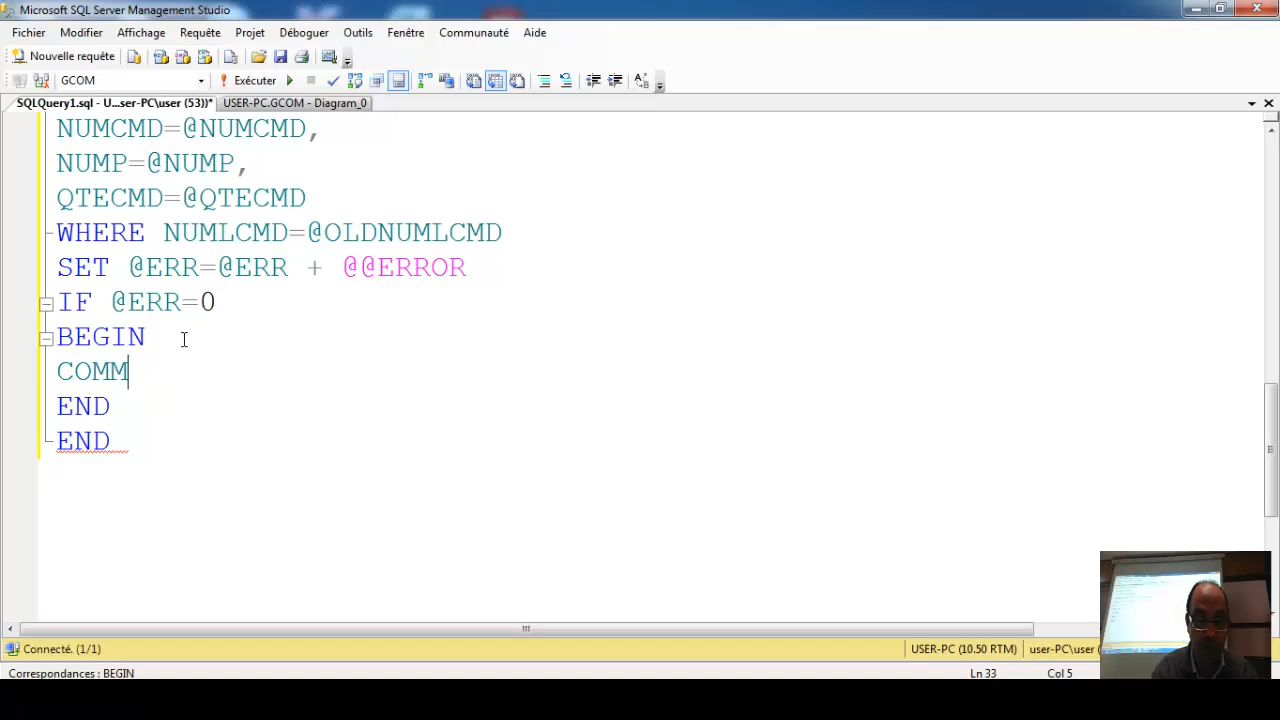 Microsoft SQL Server Management Studio
Fichier Modifier Affichage Requête Projet Déboguer Outils Fenêtre Communauté Aide
Nouvelle requête
GCOM Exécuter
SQLQuery1.sql - U...ser-PC\user (53))* USER-PC.GCOM - Diagram_0
NUMCMD=@NUMCMD,
NUMP=@NUMP,
QTECMD=@QTECMD
WHERE NUMLCMD=@OLDNUMLCMD
SET @ERR=@ERR + @@ERROR
IF @ERR=0
BEGIN
COMM
END
END
Connecté. (1/1) USER-PC (10.50 RTM) user-PC\user (
Correspondances : BEGIN Ln 33 Col 5